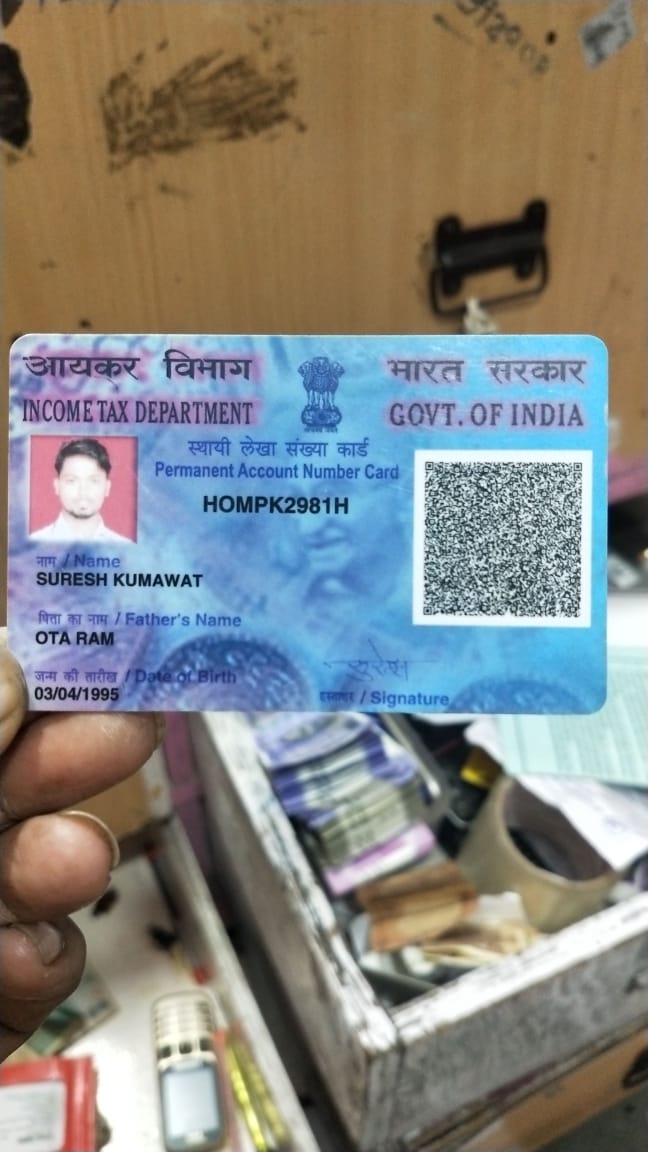 आयकर विभाग
INCOME TAX DEPARTMENT
भारत सरकार
GOVT. OF INDIA
स्थायी लेखा संख्या कार्ड
Permanent Account Number Card
HOMPK2981H
नाम / Name
SURESH KUMAWAT
पिता का नाम / Father's Name
OTA RAM
जन्म की तारीख / Date of Birth
03/04/1995
सुरेश
हस्ताक्षर / Signature